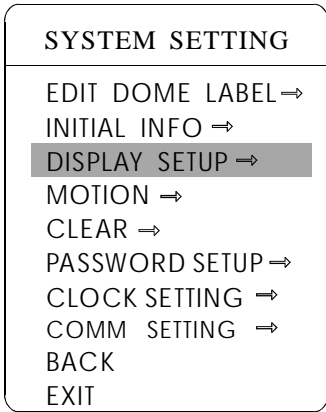 SYSTEM SETTING
EDIT DOME LABEL⇒
INITIAL INFO ⇒
DISPLAY SETUP ⇒
MOTION ⇒
CLEAR ⇒
PASSWORD SETUP⇒
CLOCK SETTING ⇒
COMM SETTING ⇒
BACK
EXIT